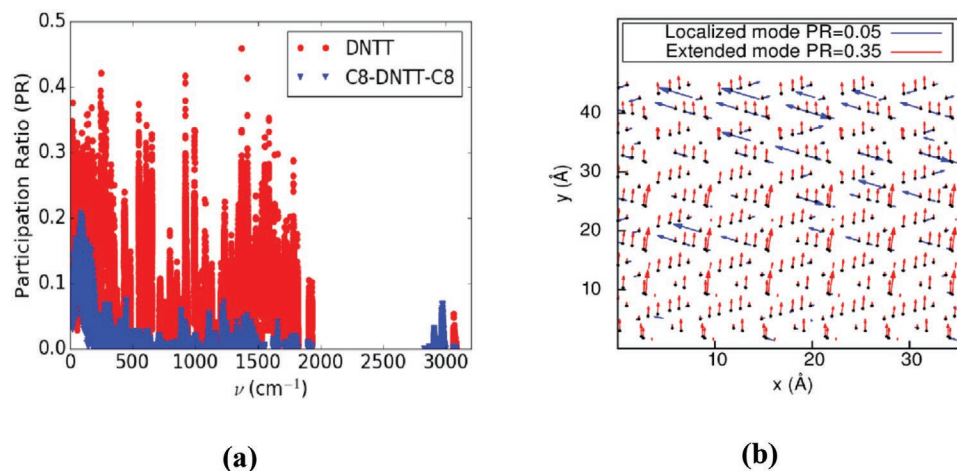 DNTT
C8-DNTT-C8
Participation Ratio (PR)
0.5
0.4
0.3
0.2
0.1
0.0
0 500 1000 1500 2000 2500 3000
ν (cm⁻¹)
(a)
Localized mode PR=0.05
Extended mode PR=0.35
y (Å)
40
30
20
10
10 20 30
x (Å)
(b)